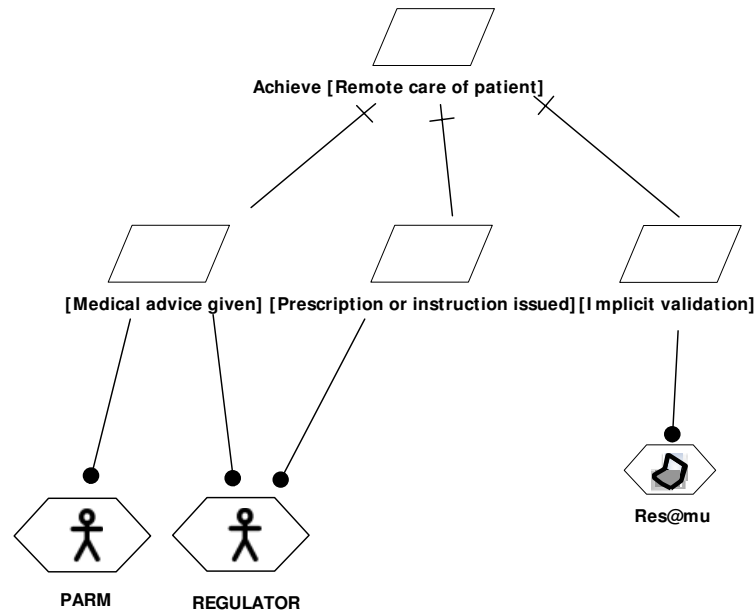 Achieve [Remote care of patient]
[Medical advice given] [Prescription or instruction issued] [Implicit validation]
Res@mu
PARM
REGULATOR